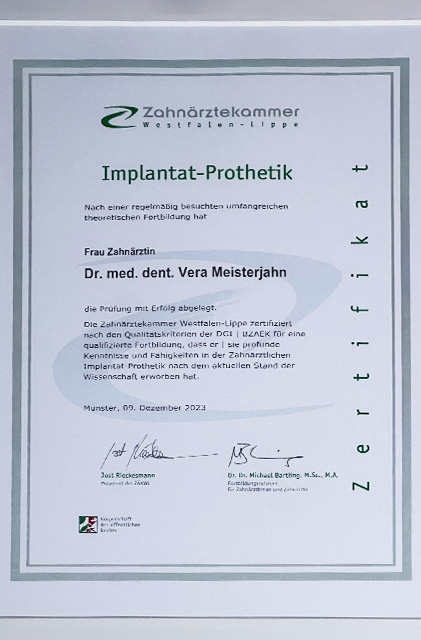 Zahnärztekammer
Westfalen-Lippe
Implantat-Prothetik
Nach einer regelmäßig besuchten umfangreichen
theoretischen Fortbildung hat
Frau Zahnärztin
Dr. med. dent. Vera Meisterjahn
die Prüfung mit Erfolg abgelegt.
Die Zahnärztekammer Westfalen-Lippe zertifiziert
nach den Qualitätskriterien der DGI | BZAEK für eine
qualifizierte Fortbildung, dass er | sie profunde
Kenntnisse und Fähigkeiten in der Zahnärztlichen
Implantat-Prothetik nach dem aktuellen Stand der
Wissenschaft erworben hat.
Münster, 09. Dezember 2023
Jost Rieckesmann
Präsident der ZÄKWL
Dr. Dr. Michael Bartling, M.Sc., M.A.
Fortbildungsreferent
für Zahnärztinnen und Zahnärzte
Körperschaft
des öffentlichen
Rechts
Zertifikat